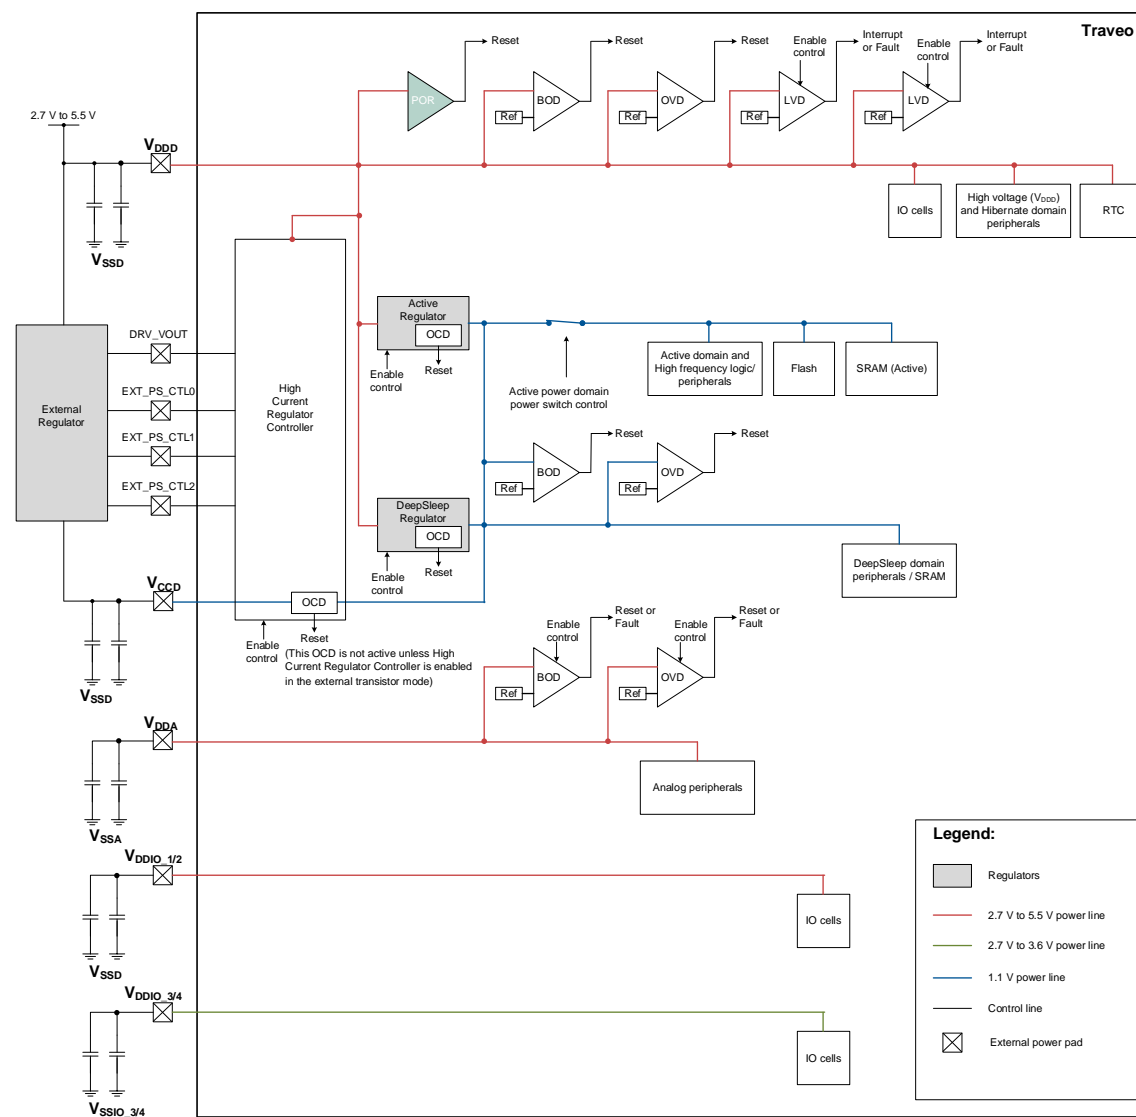 Traveo
Reset
Reset
Reset
Enable
control
Interrupt
or Fault
Enable
control
Interrupt
or Fault
POR
BOD
Ref
OVD
Ref
LVD
Ref
LVD
Ref
2.7 V to 5.5 V
VDDD
VSSD
IO cells
High voltage (VDDD)
and Hibernate domain
peripherals
RTC
External
Regulator
DRV_VOUT
EXT_PS_CTL0
EXT_PS_CTL1
EXT_PS_CTL2
High
Current
Regulator
Controller
Active
Regulator
OCD
Enable
control
Reset
Active power domain
power switch control
Active domain and
High frequency logic/
peripherals
Flash
SRAM (Active)
Reset
Reset
BOD
Ref
OVD
Ref
DeepSleep
Regulator
OCD
Enable
control
Reset
DeepSleep domain
peripherals / SRAM
VCCD
VSSD
OCD
Enable
control
Reset
(This OCD is not active unless High
Current Regulator Controller is enabled
in the external transistor mode)
Enable
control
Reset or
Fault
Enable
control
Reset or
Fault
BOD
Ref
OVD
Ref
VDDA
VSSA
Analog peripherals
VDDIO_1/2
VSSD
IO cells
VDDIO_3/4
VSSIO_3/4
IO cells
Legend:
Regulators
2.7 V to 5.5 V power line
2.7 V to 3.6 V power line
1.1 V power line
Control line
External power pad